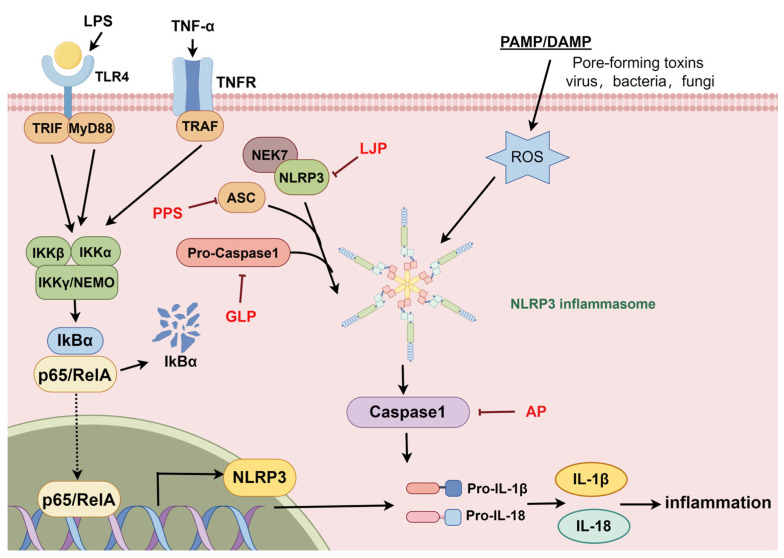 LPS
TLR4
TRIF
MyD88
TNF-α
TNFR
TRAF
PAMP/DAMP
Pore-forming toxins
virus, bacteria, fungi
ROS
NEK7
NLRP3
LJP
PPS
ASC
Pro-Caspase1
GLP
IKKβ
IKKα
IKKγ/NEMO
IkBα
p65/RelA
IkBα
NLRP3 inflammasome
Caspase1
AP
p65/RelA
NLRP3
Pro-IL-1β
Pro-IL-18
IL-1β
IL-18
inflammation